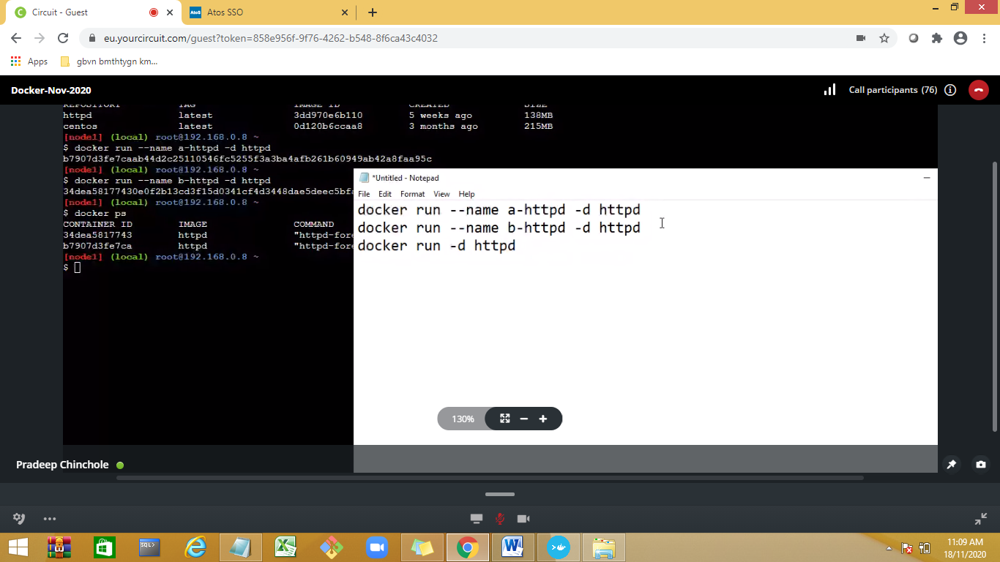 Circuit - Guest
Atos SSO
eu.yourcircuit.com/guest?token=858e956f-9f76-4262-b548-8f6ca43c4032
Apps
gbvn bmthtygn km...
Docker-Nov-2020
Call participants (76)
REPOSITORY TAG IMAGE ID CREATED SIZE
httpd latest 3dd970e6b110 5 weeks ago 138MB
centos latest 0d120b6ccaa8 3 months ago 215MB
[node1] (local) root@192.168.0.8 ~
$ docker run --name a-httpd -d httpd
b7907d3fe7caab44d2c25110546fc5255f3a3ba4afb261b60949ab42a8faa95c
[node1] (local) root@192.168.0.8 ~
$ docker run --name b-httpd -d httpd
34dea58177430e0f2b13cd3f15d0341cf4d3448dae5deec5bfa
[node1] (local) root@192.168.0.8 ~
$ docker ps
CONTAINER ID IMAGE COMMAND
34dea5817743 httpd "httpd-fore
b7907d3fe7ca httpd "httpd-fore
[node1] (local) root@192.168.0.8 ~
$
*Untitled - Notepad
File Edit Format View Help
docker run --name a-httpd -d httpd
docker run --name b-httpd -d httpd
docker run -d httpd
130%
Pradeep Chinchole
11:09 AM
18/11/2020